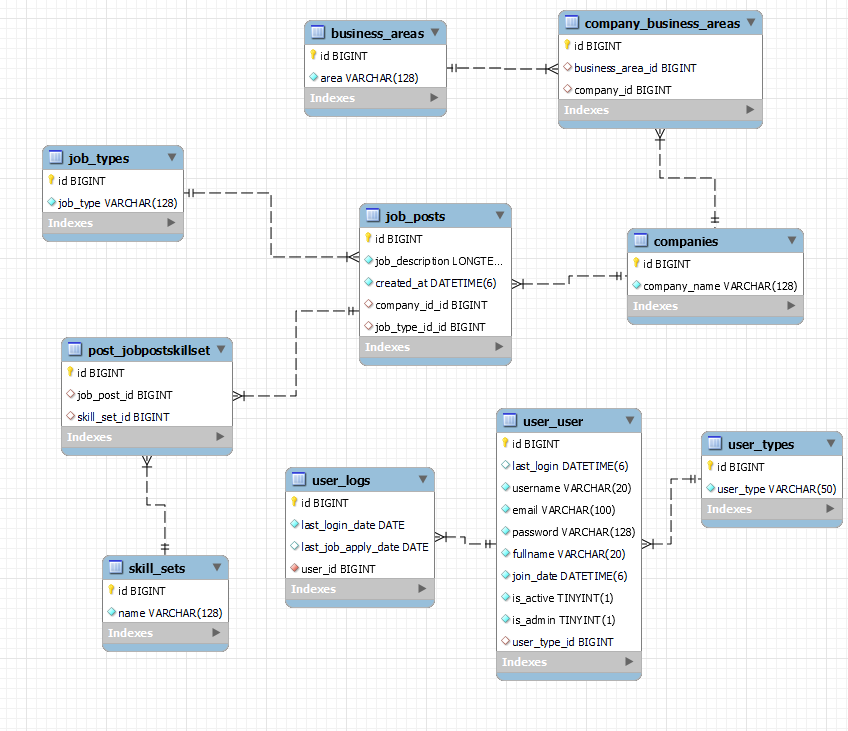 business_areas
id BIGINT
area VARCHAR(128)
Indexes
company_business_areas
id BIGINT
business_area_id BIGINT
company_id BIGINT
Indexes
job_types
id BIGINT
job_type VARCHAR(128)
Indexes
job_posts
id BIGINT
job_description LONGTE...
created_at DATETIME(6)
company_id_id BIGINT
job_type_id_id BIGINT
Indexes
companies
id BIGINT
company_name VARCHAR(128)
Indexes
post_jobpostskillset
id BIGINT
job_post_id BIGINT
skill_set_id BIGINT
Indexes
user_user
id BIGINT
last_login DATETIME(6)
username VARCHAR(20)
email VARCHAR(100)
password VARCHAR(128)
fullname VARCHAR(20)
join_date DATETIME(6)
is_active TINYINT(1)
is_admin TINYINT(1)
user_type_id BIGINT
Indexes
user_types
id BIGINT
user_type VARCHAR(50)
Indexes
user_logs
id BIGINT
last_login_date DATE
last_job_apply_date DATE
user_id BIGINT
Indexes
skill_sets
id BIGINT
name VARCHAR(128)
Indexes